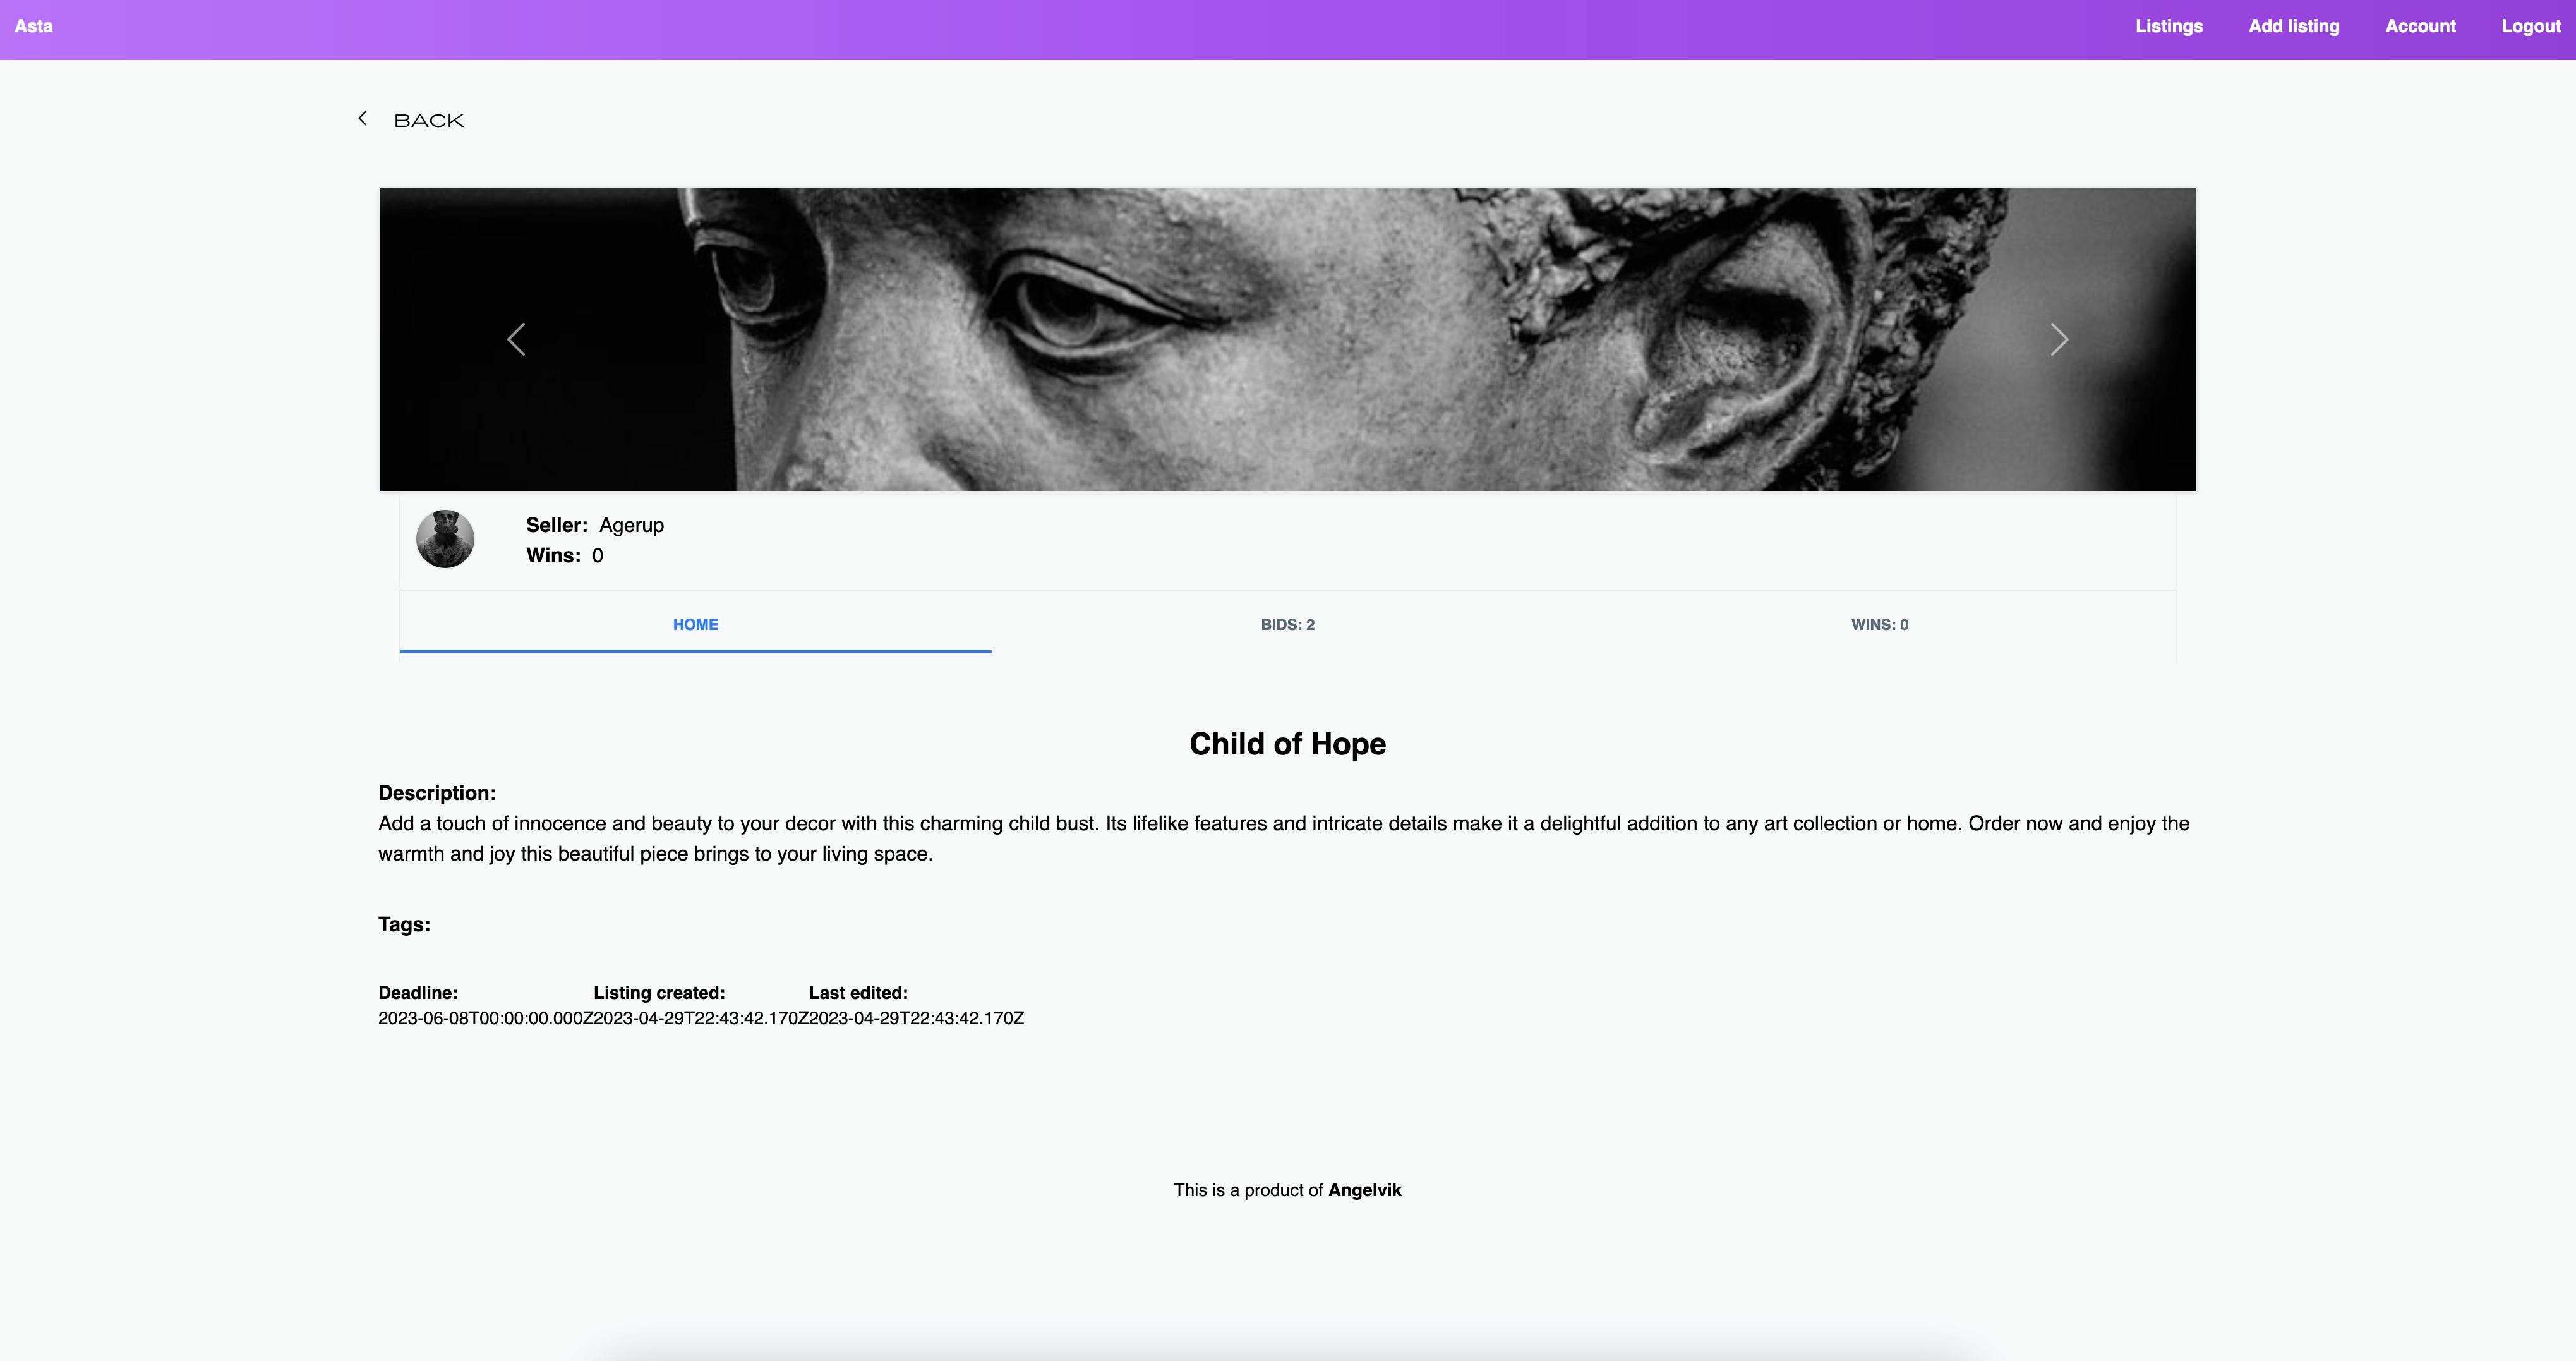 Asta
Listings Add listing Account Logout
BACK
Seller: Agerup
Wins: 0
HOME BIDS: 2 WINS: 0
Child of Hope
Description:
Add a touch of innocence and beauty to your decor with this charming child bust. Its lifelike features and intricate details make it a delightful addition to any art collection or home. Order now and enjoy the
warmth and joy this beautiful piece brings to your living space.
Tags:
Deadline: Listing created: Last edited:
2023-06-08T00:00:00.000Z2023-04-29T22:43:42.170Z2023-04-29T22:43:42.170Z
This is a product of Angelvik